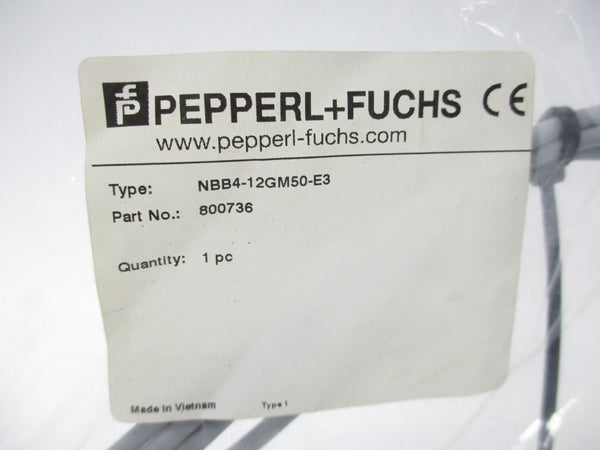 PEPPERL+FUCHS CE
www.pepperl-fuchs.com
Type: NBB4-12GM50-E3
Part No.: 800736
Quantity: 1 pc
Made in Vietnam Type 1